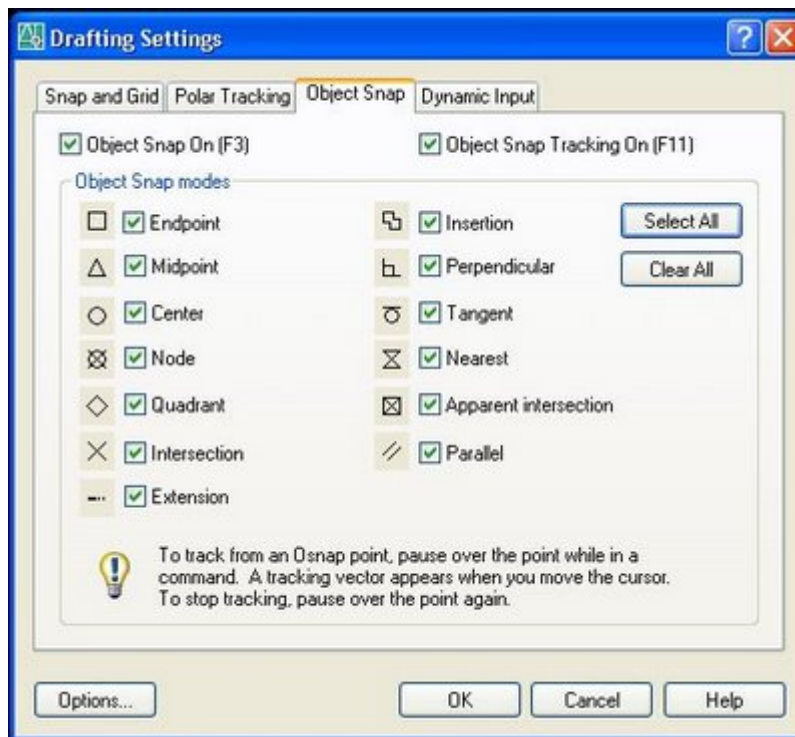 Drafting Settings
Snap and Grid Polar Tracking Object Snap Dynamic Input
Object Snap On (F3) Object Snap Tracking On (F11)
Object Snap modes
Endpoint Insertion Select All
Midpoint Perpendicular Clear All
Center Tangent
Node Nearest
Quadrant Apparent intersection
Intersection Parallel
Extension
To track from an Osnap point, pause over the point while in a
command. A tracking vector appears when you move the cursor.
To stop tracking, pause over the point again.
Options... OK Cancel Help